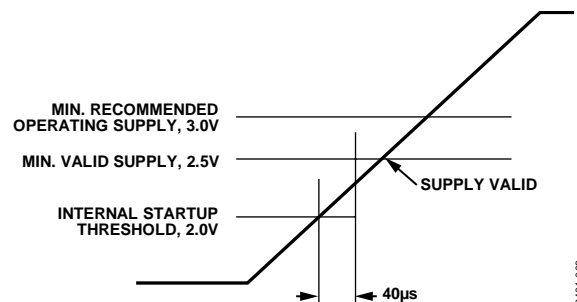 MIN. RECOMMENDED
OPERATING SUPPLY, 3.0V
MIN. VALID SUPPLY, 2.5V
SUPPLY VALID
INTERNAL STARTUP
THRESHOLD, 2.0V
40µs